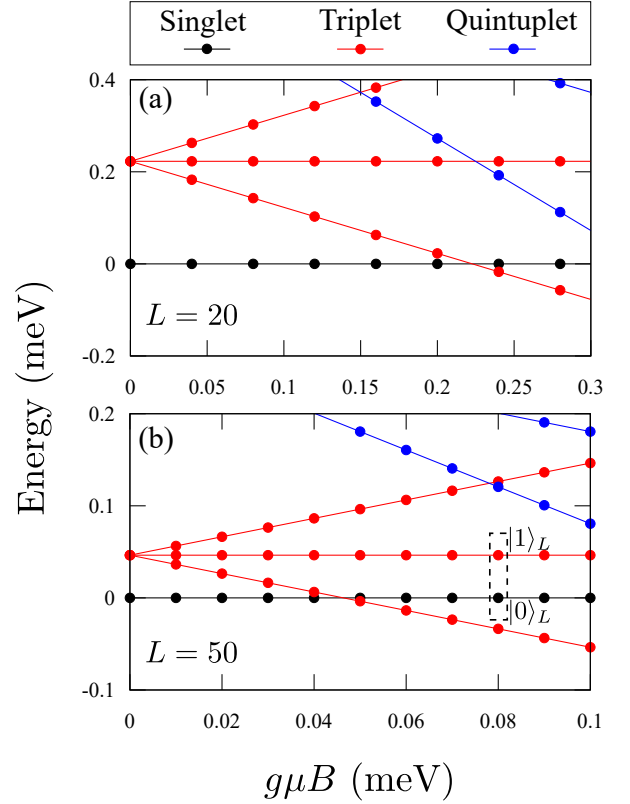 Singlet Triplet Quintuplet
(a)
0.4
0.2
0
-0.2
L = 20
0 0.05 0.1 0.15 0.2 0.25 0.3
Energy (meV)
(b)
0.2
0.1
0
-0.1
|1⟩_L
|0⟩_L
L = 50
0 0.02 0.04 0.06 0.08 0.1
gμB (meV)